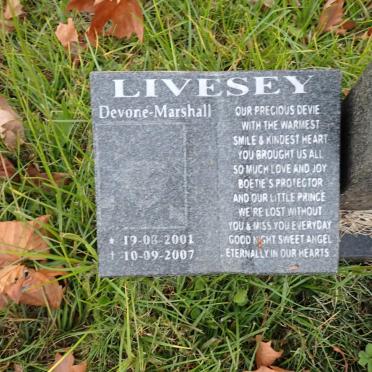 LIVESEY
Devone-Marshall
* 19-08-2001
† 10-09-2007
OUR PRECIOUS DEVIE
WITH THE WARMEST
SMILE & KINDEST HEART
YOU BROUGHT US ALL
SO MUCH LOVE AND JOY
BOETIE'S PROTECTOR
AND OUR LITTLE PRINCE
WE'RE LOST WITHOUT
YOU & MISS YOU EVERYDAY
GOOD NIGHT SWEET ANGEL
ETERNALLY IN OUR HEARTS